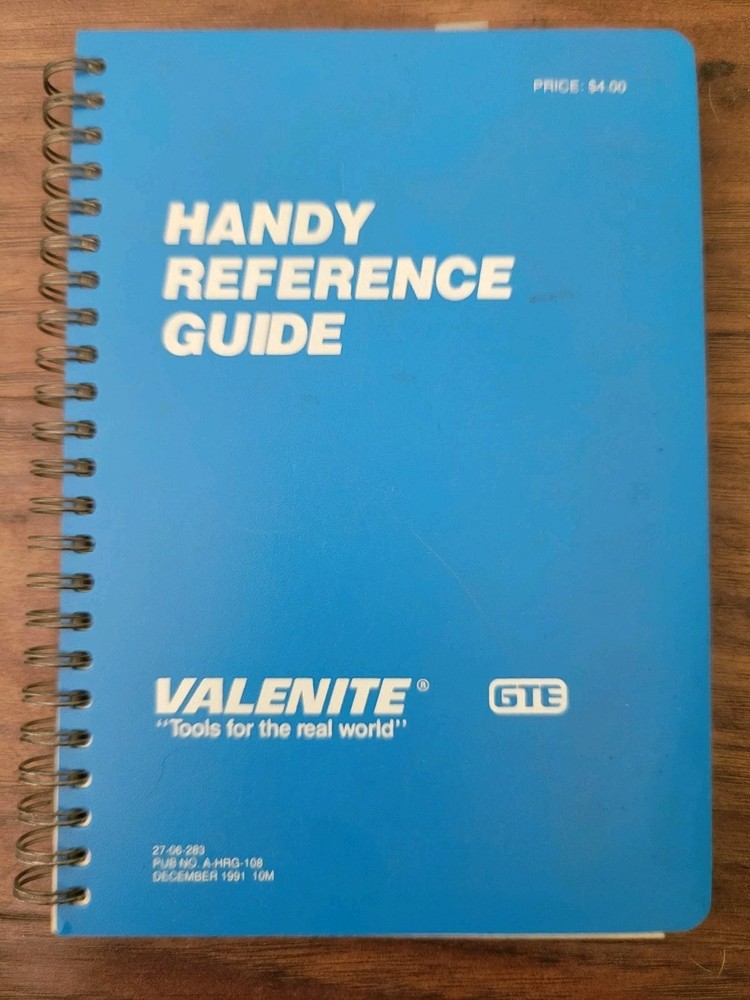 PRICE: $4.00
HANDY
REFERENCE
GUIDE
VALENITE®
GTE
"Tools for the real world"
27-06-283
PUB NO. A-HRG-108
DECEMBER 1991 10M